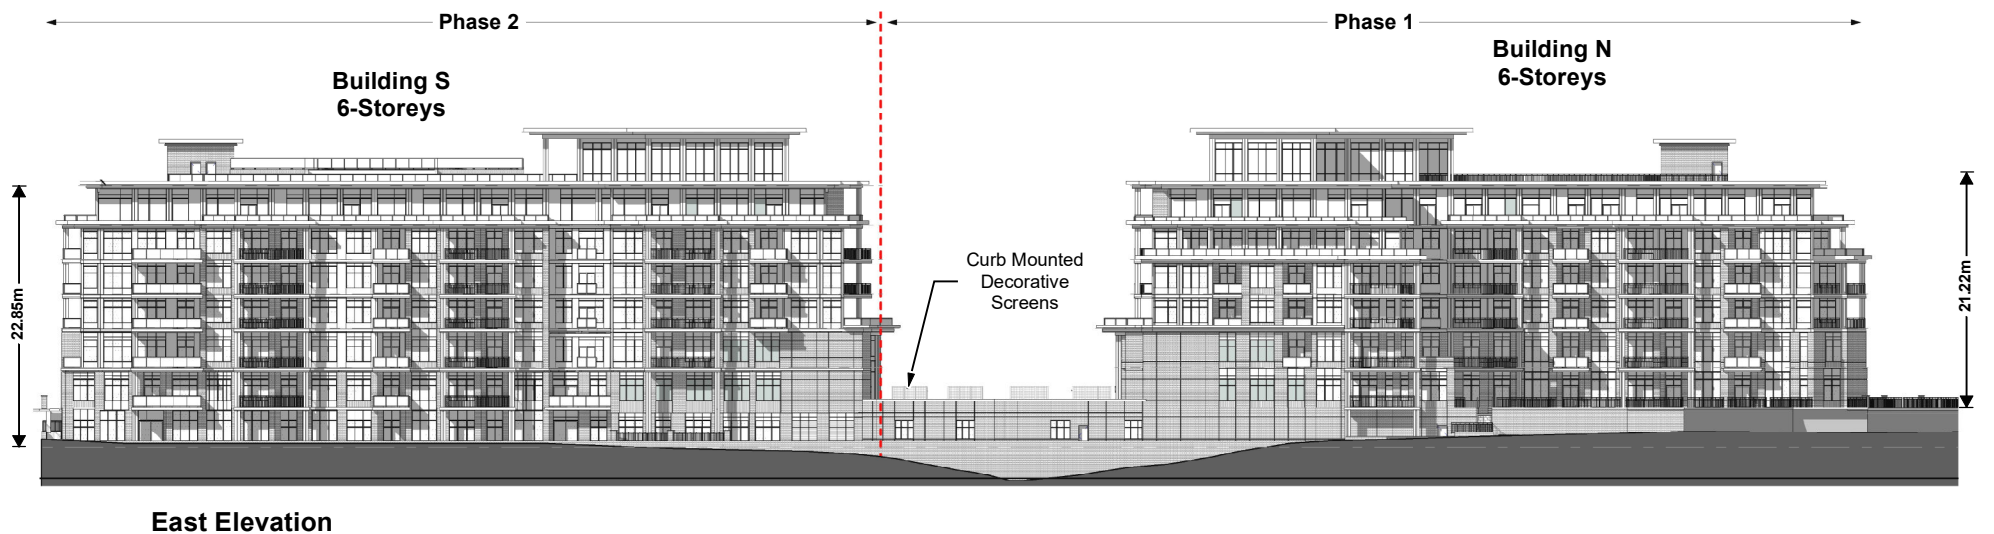 Phase 2
Phase 1
Building N
6-Storeys
Building S
6-Storeys
Curb Mounted
Decorative
Screens
22.85m
21.22m
East Elevation